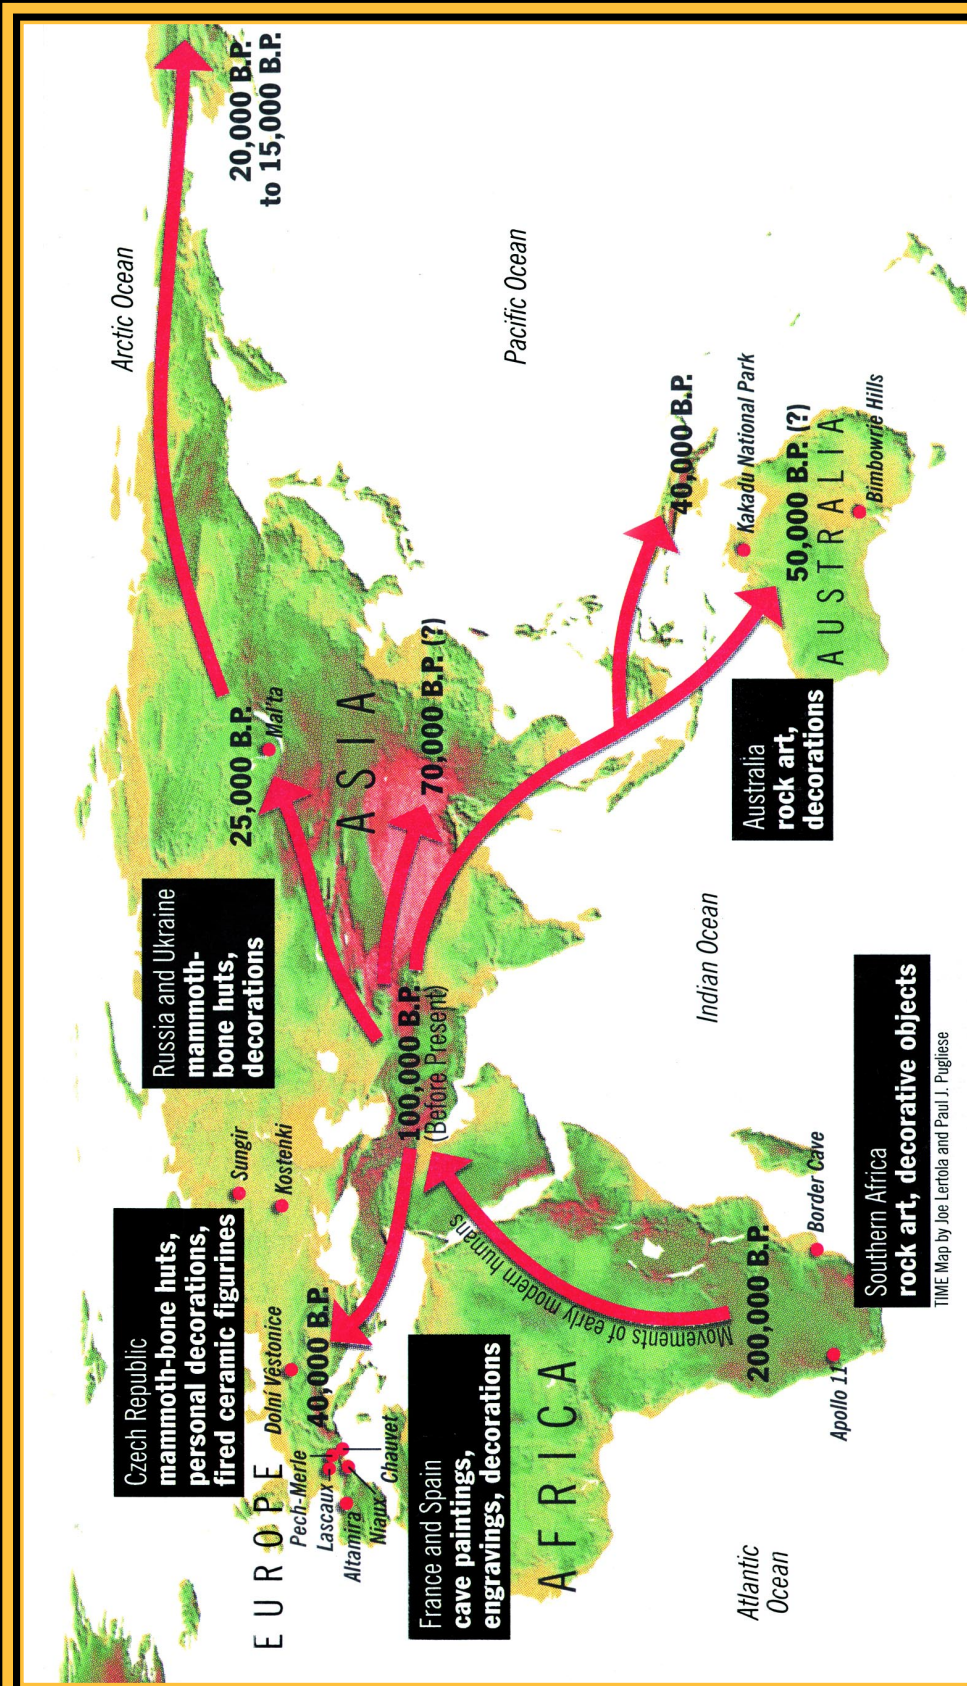 Arctic Ocean
20,000 B.P.
to 15,000 B.P.
Czech Republic
mammoth-bone huts,
personal decorations,
fired ceramic figurines
Russia and Ukraine
mammoth-
bone huts,
decorations
Sungir
Kostenki
25,000 B.P.
Mal'ta
EUROPE
Dolní Věstonice
Pech-Merle
Lascaux
Altamira
Niaux
Chauvet
40,000 B.P.
ASIA
70,000 B.P. (?)
100,000 B.P.
(Before Present)
France and Spain
cave paintings,
engravings, decorations
Pacific Ocean
AFRICA
Movements of early modern humans
200,000 B.P.
Atlantic
Ocean
Indian Ocean
40,000 B.P.
Kakadu National Park
50,000 B.P. (?)
AUSTRALIA
Bimbowrie Hills
Australia
rock art,
decorations
Border Cave
Apollo 11
Southern Africa
rock art, decorative objects
TIME Map by Joe Lertola and Paul J. Pugliese